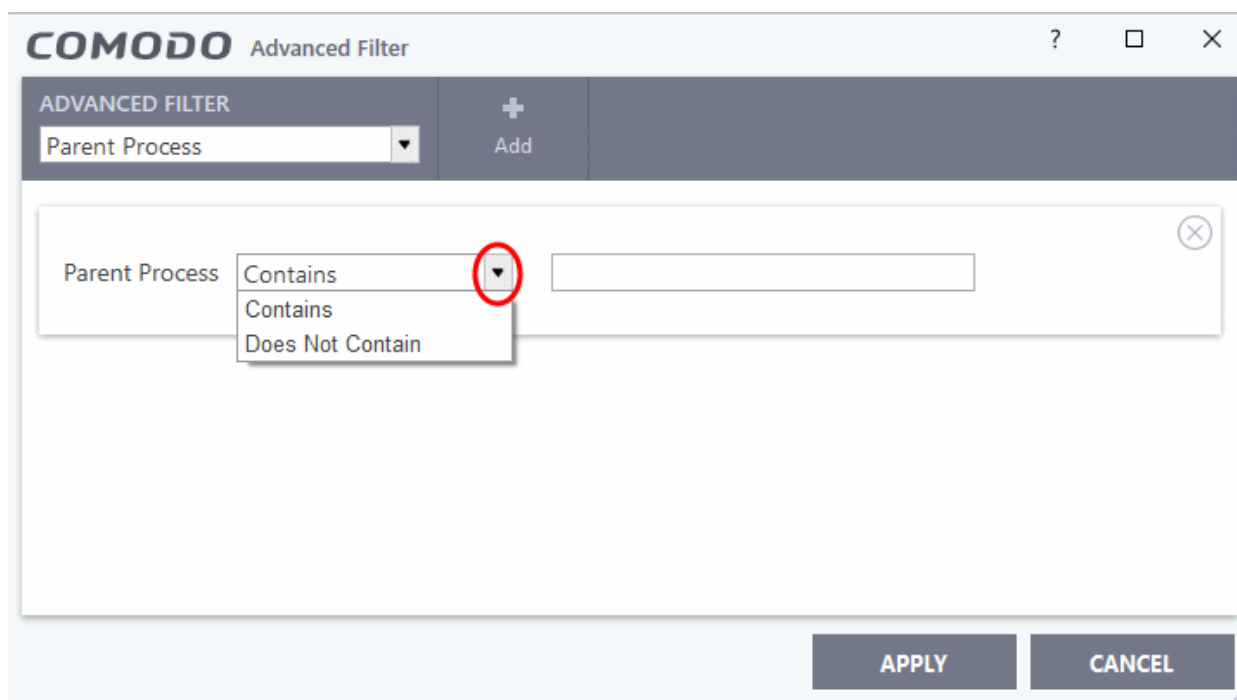 COMODO Advanced Filter ?
ADVANCED FILTER
Parent Process
Add
Parent Process Contains
Contains
Does Not Contain
APPLY CANCEL